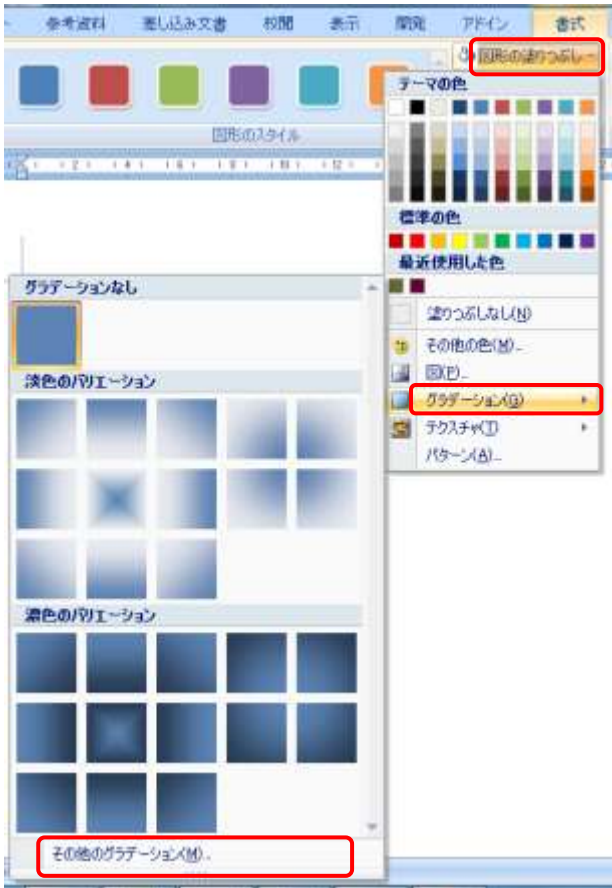 参考資料 差し込み文書 校閲 表示 開発 アドイン 書式
図形の塗りつぶし
テーマの色
図形のスタイル
標準の色
最近使用した色
塗りつぶしなし(N)
その他の色(M)...
図(P)...
グラデーション(G)
テクスチャ(T)
パターン(A)...
グラデーションなし
淡色のバリエーション
濃色のバリエーション
その他のグラデーション(M)...